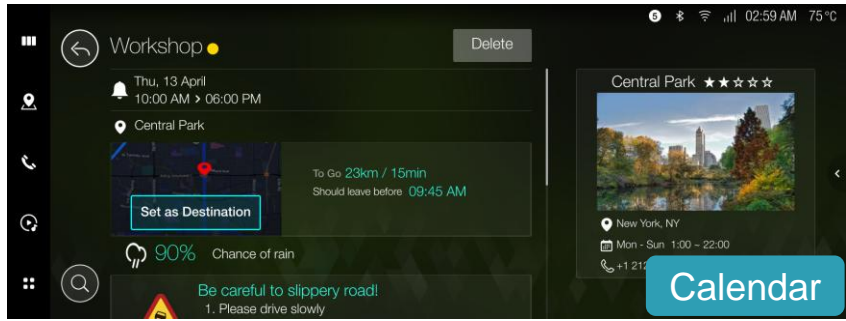 5 02:59 AM 75°C
Workshop
Delete
Thu, 13 April
10:00 AM > 06:00 PM
Central Park
To Go 23km / 15min
Should leave before 09:45 AM
Set as Destination
90% Chance of rain
Be careful to slippery road!
1. Please drive slowly
Central Park
New York, NY
Mon - Sun 1:00 ~ 22:00
+1 212
Calendar